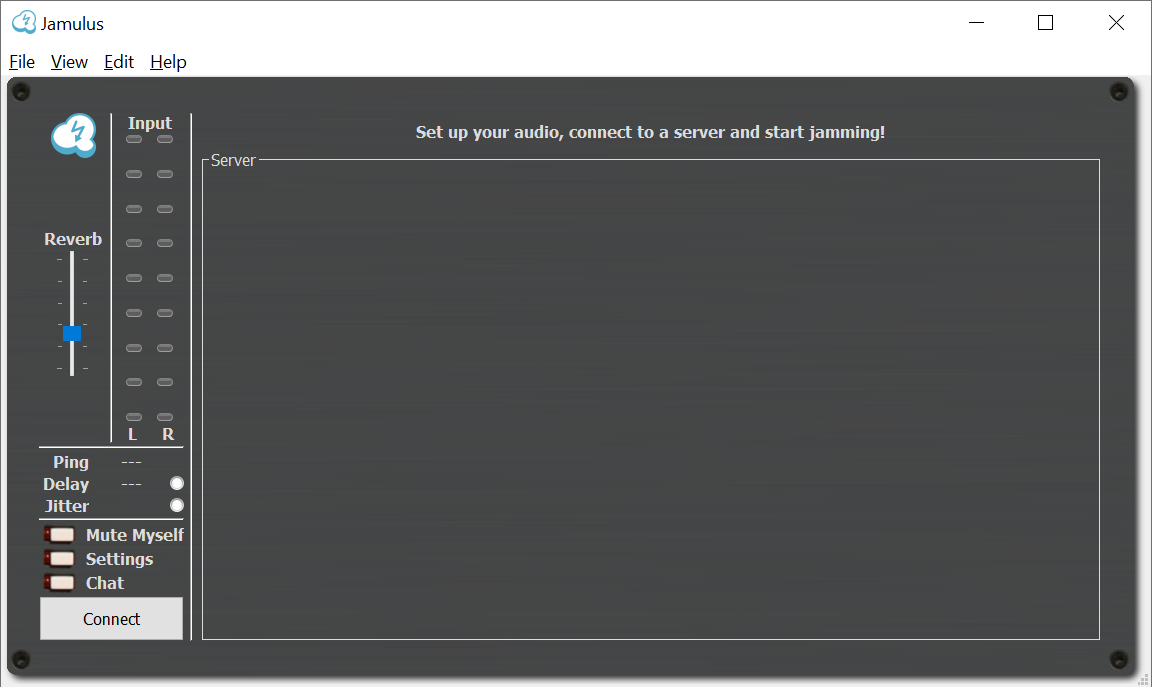 Jamulus
File View Edit Help
Input
Set up your audio, connect to a server and start jamming!
Server
Reverb
L R
Ping ---
Delay ---
Jitter
Mute Myself
Settings
Chat
Connect